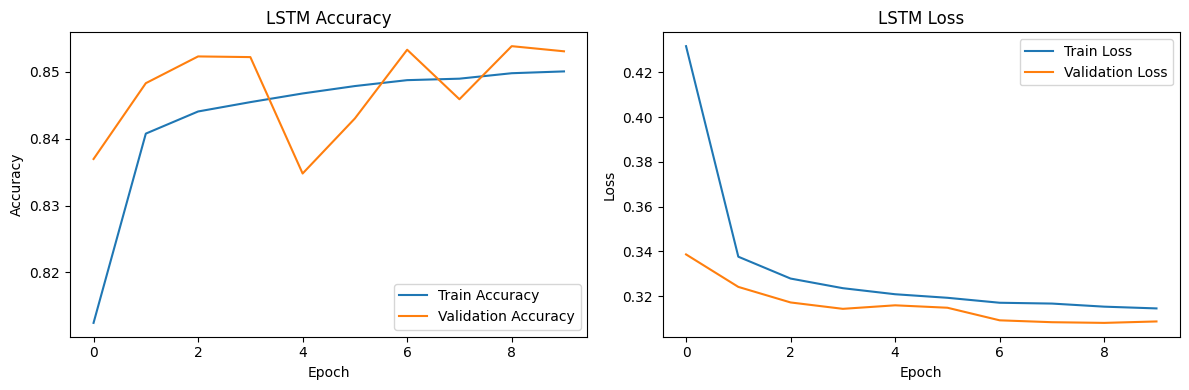 LSTM Accuracy
Accuracy
0.85
0.84
0.83
0.82
0 2 4 6 8
Epoch
Train Accuracy
Validation Accuracy
LSTM Loss
Loss
0.42
0.40
0.38
0.36
0.34
0.32
0 2 4 6 8
Epoch
Train Loss
Validation Loss